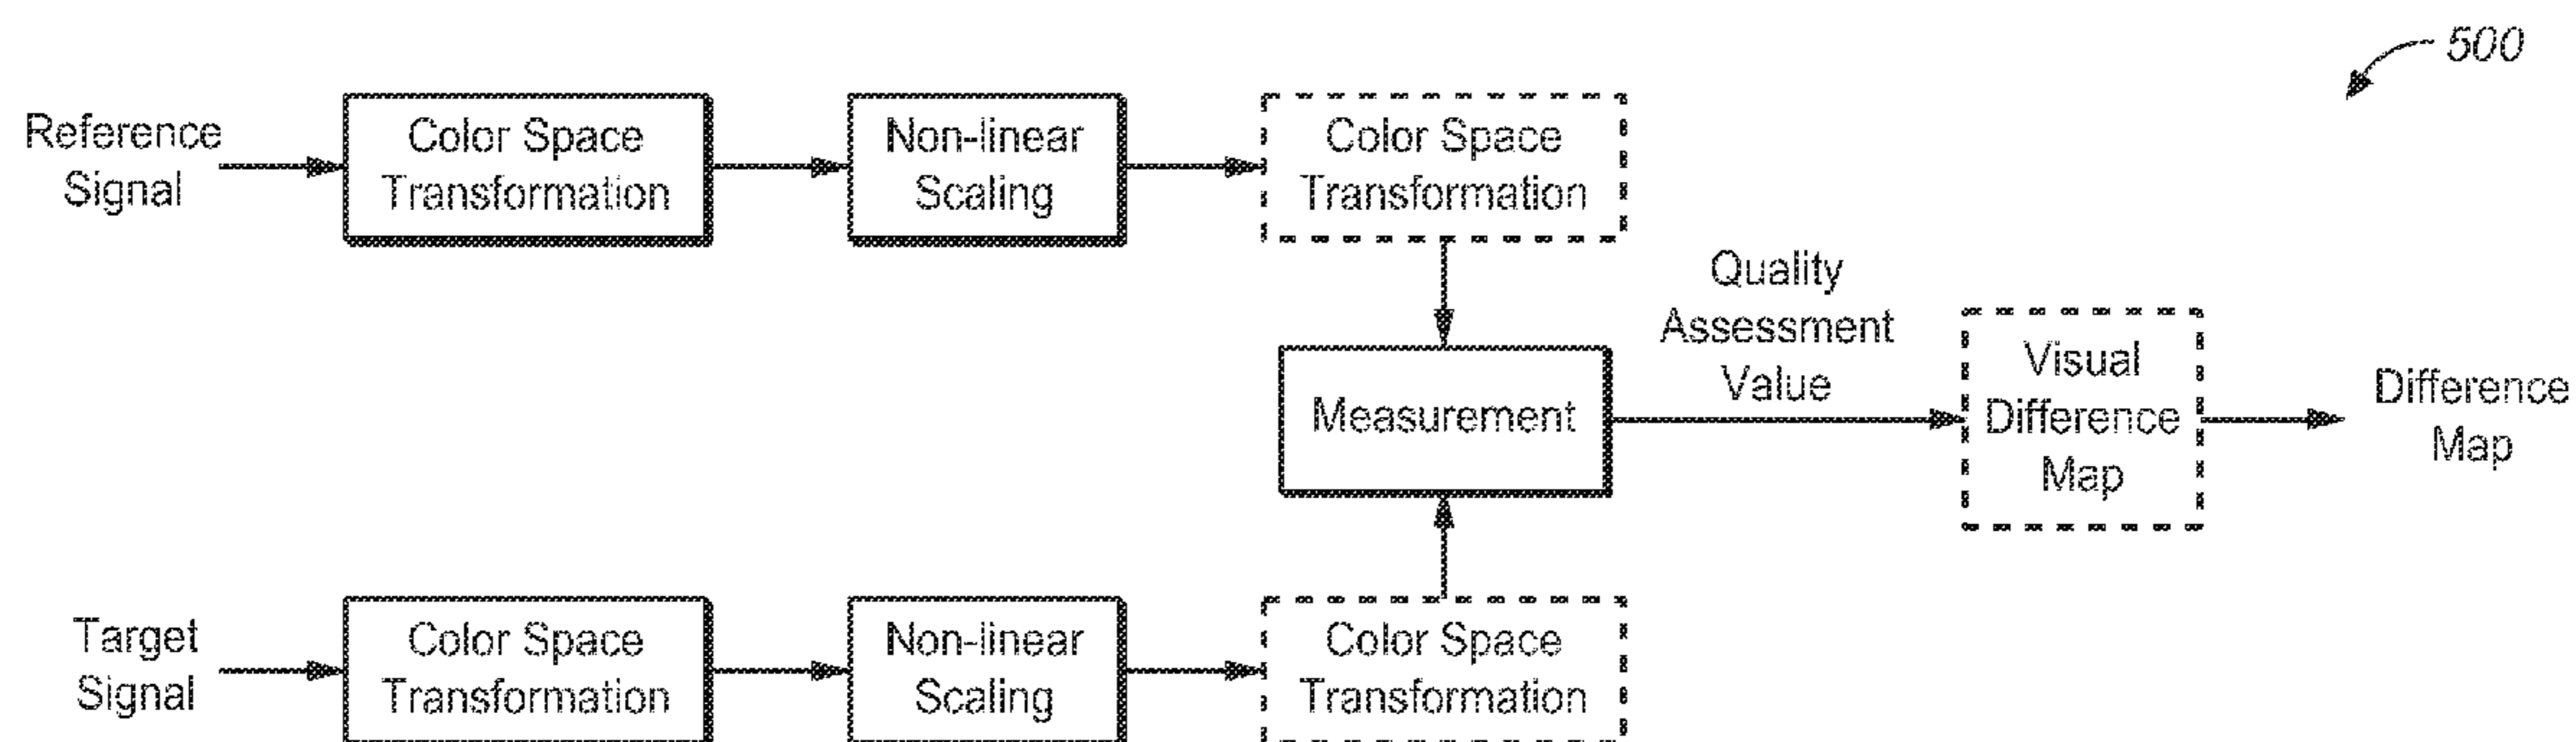 500
Reference
Signal
Color Space
Transformation
Non-linear
Scaling
Color Space
Transformation
Quality
Assessment
Value
Measurement
Visual
Difference
Map
Difference
Map
Target
Signal
Color Space
Transformation
Non-linear
Scaling
Color Space
Transformation